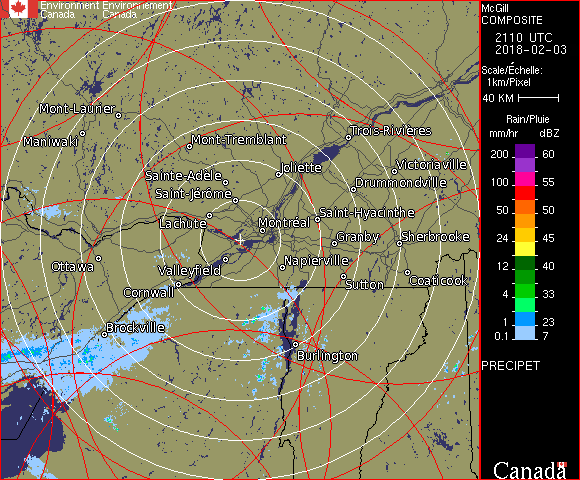 Environment Environnement
Canada Canada
McGill
COMPOSITE
2110 UTC
2018-02-03
Scale/Échelle:
1km/Pixel
40 KM
Rain/Pluie
mm/hr dBZ
200 60
100 55
50 50
24 45
12 40
4 33
1 23
0.1 7
PRECIPET
Canada
Mont-Laurier
Maniwaki
Mont-Tremblant
Trois-Rivières
Joliette
Victoriaville
Sainte-Adèle
Drummondville
Saint-Jérôme
Saint-Hyacinthe
Lachute
Montréal
Granby
Sherbrooke
Ottawa
Valleyfield
Napierville
Cornwall
Sutton
Coaticook
Brockville
Burlington